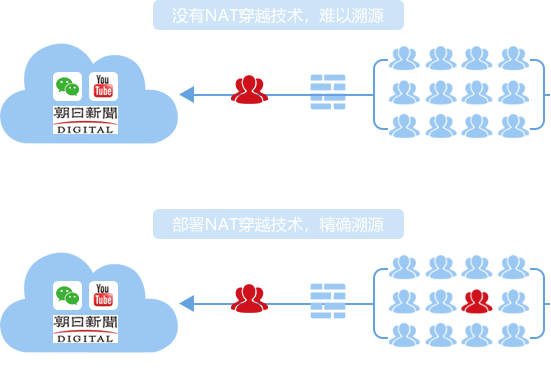 没有NAT穿越技术，难以溯源
You
Tube
朝日新聞
DIGITAL
部署NAT穿越技术，精确溯源
You
Tube
朝日新聞
DIGITAL